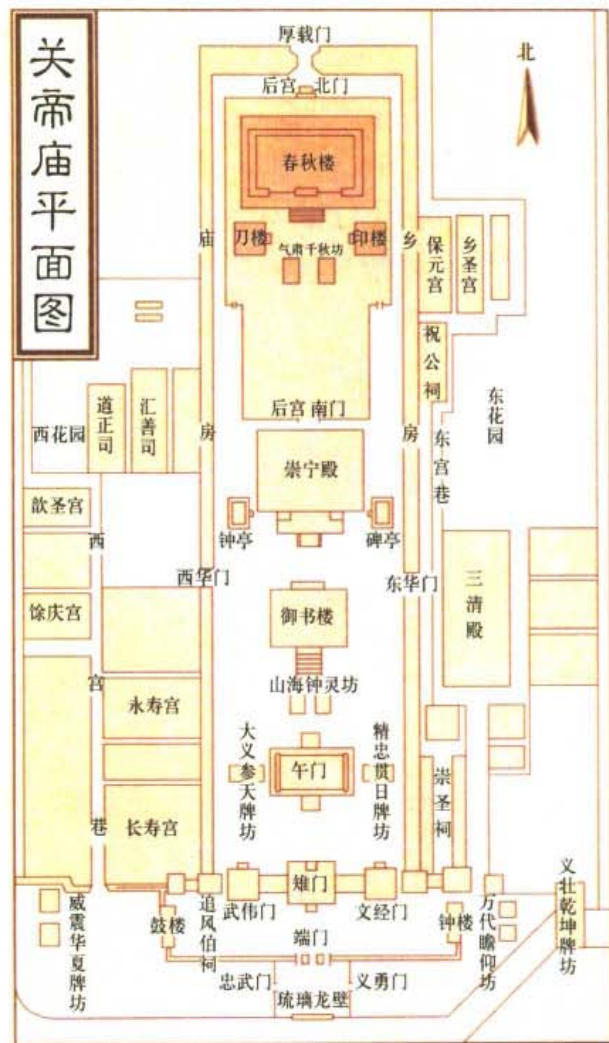 关帝庙平面图
北
厚载门
后宫 北门
春秋楼
刀楼
印楼
气肃千秋坊
庙房
乡房
保元宫
乡圣宫
祝公祠
后宫 南门
东花园
东宫巷
西花园
道正司
汇善司
崇宁殿
歆圣宫
钟亭
碑亭
西宫巷
西华门
东华门
三清殿
馀庆宫
御书楼
山海钟灵坊
永寿宫
大义参天牌坊
午门
精忠贯日牌坊
崇圣祠
长寿宫
雉门
武伟门
文经门
威震华夏牌坊
鼓楼
追风伯祠
端门
钟楼
万代瞻仰坊
义壮乾坤牌坊
忠武门
义勇门
琉璃龙壁